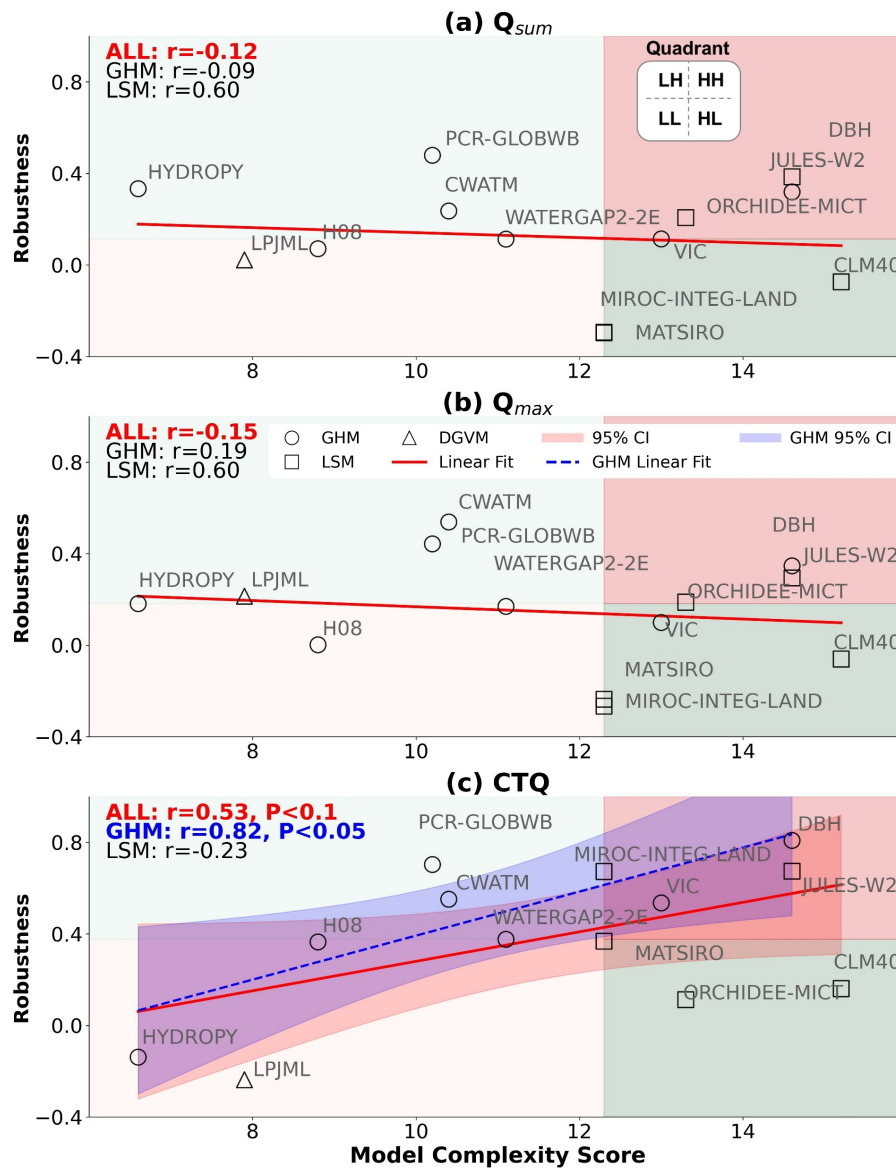 (a) Qsum
ALL: r=-0.12
GHM: r=-0.09
LSM: r=0.60
Quadrant
LH HH
LL HL
0.8
0.4
0.0
−0.4
Robustness
HYDROPY
LPJML
H08
PCR-GLOBWB
CWATM
WATERGAP2-2E
VIC
DBH
JULES-W2
ORCHIDEE-MICT
CLM40
MIROC-INTEG-LAND
MATSIRO
8 10 12 14
(b) Qmax
ALL: r=-0.15
GHM: r=0.19
LSM: r=0.60
GHM DGVM 95% CI GHM 95% CI
LSM Linear Fit GHM Linear Fit
0.8
0.4
0.0
−0.4
Robustness
HYDROPY
LPJML
H08
CWATM
PCR-GLOBWB
WATERGAP2-2E
DBH
JULES-W2
ORCHIDEE-MICT
VIC
CLM40
MATSIRO
MIROC-INTEG-LAND
8 10 12 14
(c) CTQ
ALL: r=0.53, P<0.1
GHM: r=0.82, P<0.05
LSM: r=-0.23
0.8
0.4
0.0
−0.4
Robustness
PCR-GLOBWB
CWATM
H08
WATERGAP2-2E
HYDROPY
LPJML
MIROC-INTEG-LAND
DBH
VIC
JULES-W2
MATSIRO
CLM40
ORCHIDEE-MICT
8 10 12 14
Model Complexity Score